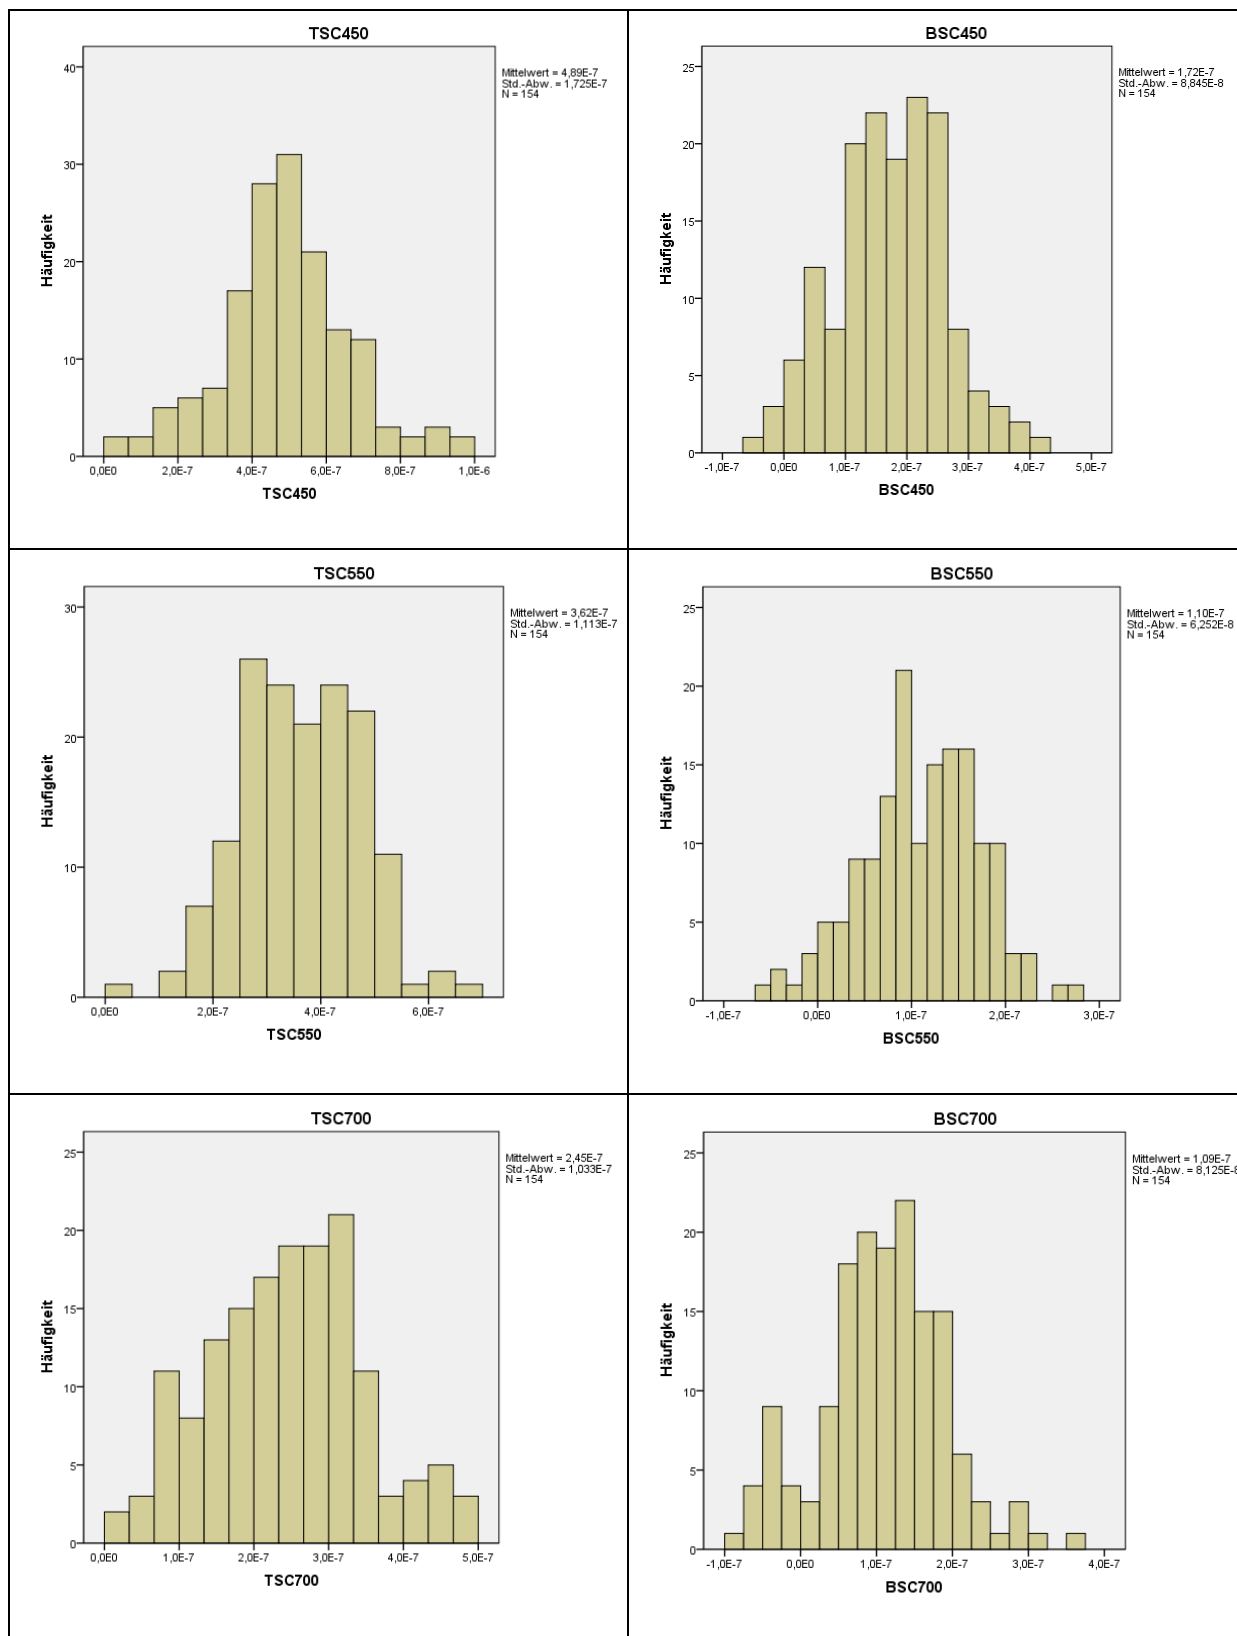 TSC450
Mittelwert = 4,89E-7
Std.-Abw. = 1,725E-7
N = 154
40
30
20
10
0
Häufigkeit
0,0E0 2,0E-7 4,0E-7 6,0E-7 8,0E-7 1,0E-6
TSC450
BSC450
Mittelwert = 1,72E-7
Std.-Abw. = 8,845E-8
N = 154
25
20
15
10
5
0
Häufigkeit
-1,0E-7 0,0E0 1,0E-7 2,0E-7 3,0E-7 4,0E-7 5,0E-7
BSC450
TSC550
Mittelwert = 3,62E-7
Std.-Abw. = 1,113E-7
N = 154
30
20
10
0
Häufigkeit
0,0E0 2,0E-7 4,0E-7 6,0E-7
TSC550
BSC550
Mittelwert = 1,10E-7
Std.-Abw. = 6,252E-8
N = 154
25
20
15
10
5
0
Häufigkeit
-1,0E-7 0,0E0 1,0E-7 2,0E-7 3,0E-7
BSC550
TSC700
Mittelwert = 2,45E-7
Std.-Abw. = 1,033E-7
N = 154
25
20
15
10
5
0
Häufigkeit
0,0E0 1,0E-7 2,0E-7 3,0E-7 4,0E-7 5,0E-7
TSC700
BSC700
Mittelwert = 1,09E-7
Std.-Abw. = 8,125E-8
N = 154
25
20
15
10
5
0
Häufigkeit
-1,0E-7 0,0E0 1,0E-7 2,0E-7 3,0E-7 4,0E-7
BSC700